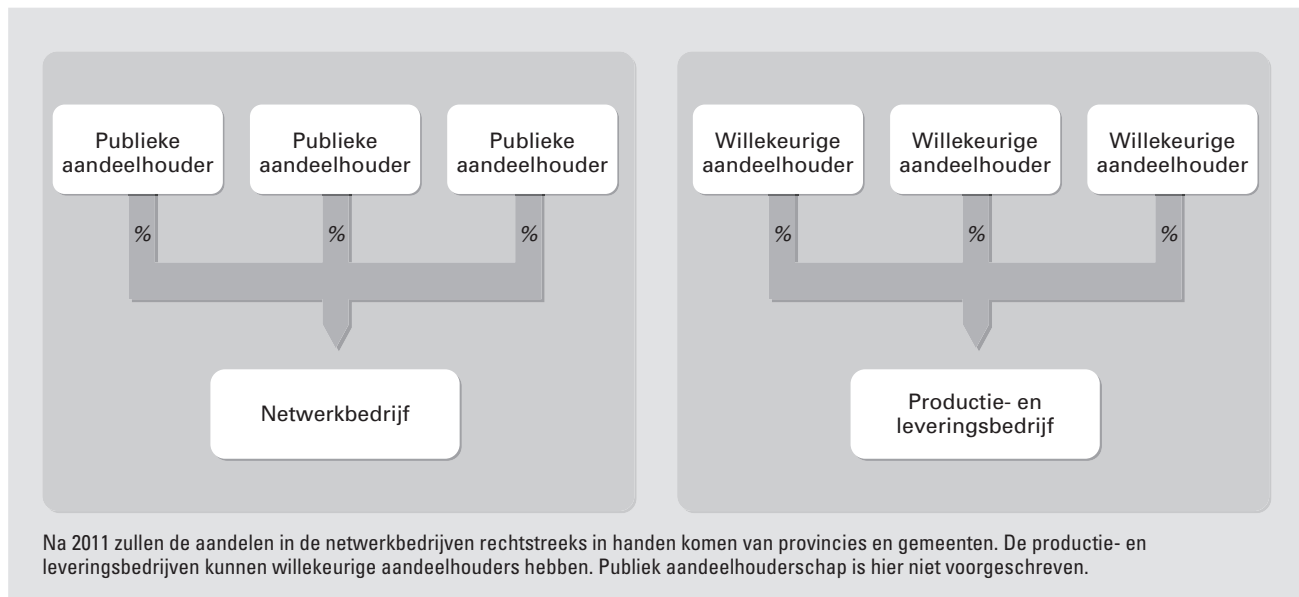 Publieke
aandeelhouder
Publieke
aandeelhouder
Publieke
aandeelhouder
%
%
%
Netwerkbedrijf
Willekeurige
aandeelhouder
Willekeurige
aandeelhouder
Willekeurige
aandeelhouder
%
%
%
Productie- en
leveringsbedrijf
Na 2011 zullen de aandelen in de netwerkbedrijven rechtstreeks in handen komen van provincies en gemeenten. De productie- en
leveringsbedrijven kunnen willekeurige aandeelhouders hebben. Publiek aandeelhouderschap is hier niet voorgeschreven.